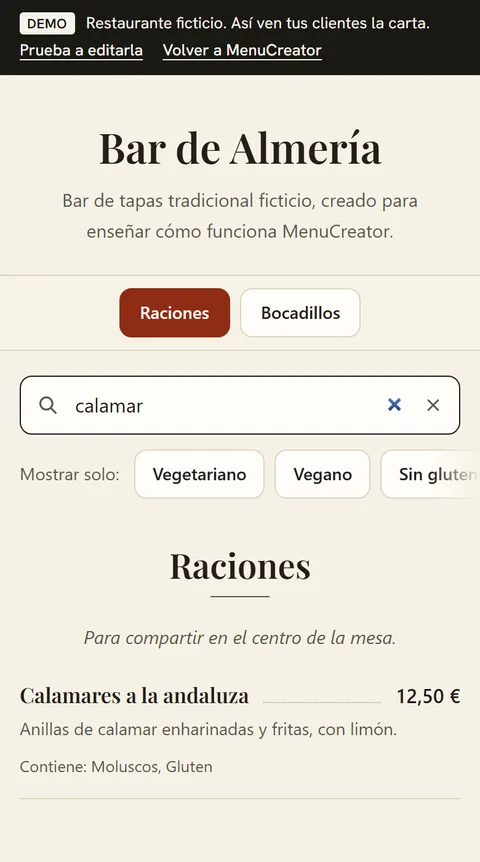 DEMO Restaurante ficticio. Así ven tus clientes la carta.
Prueba a editarla Volver a MenuCreator
Bar de Almería
Bar de tapas tradicional ficticio, creado para
enseñar cómo funciona MenuCreator.
Raciones Bocadillos
calamar
Mostrar solo: Vegetariano Vegano Sin gluten
Raciones
Para compartir en el centro de la mesa.
Calamares a la andaluza 12,50 €
Anillas de calamar enharinadas y fritas, con limón.
Contiene: Moluscos, Gluten